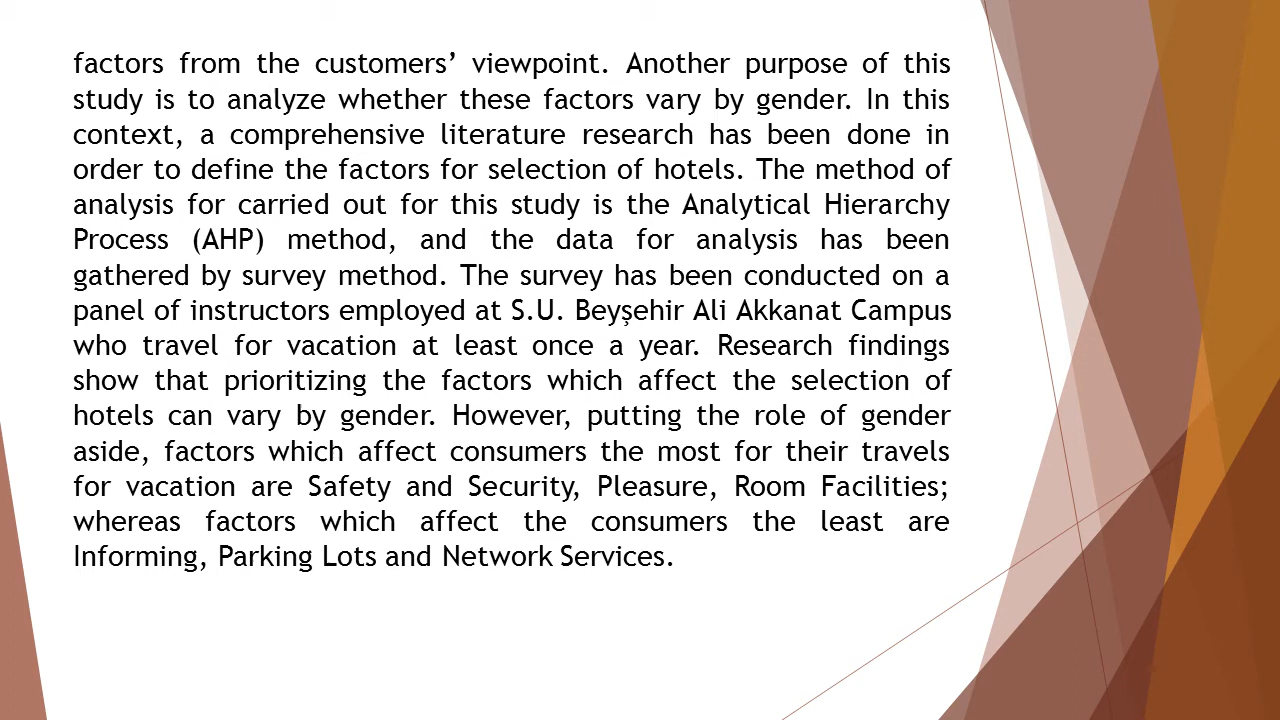 factors from the customers’ viewpoint. Another purpose of this
study is to analyze whether these factors vary by gender. In this
context, a comprehensive literature research has been done in
order to define the factors for selection of hotels. The method of
analysis for carried out for this study is the Analytical Hierarchy
Process (AHP) method, and the data for analysis has been
gathered by survey method. The survey has been conducted on a
panel of instructors employed at S.U. Beyşehir Ali Akkanat Campus
who travel for vacation at least once a year. Research findings
show that prioritizing the factors which affect the selection of
hotels can vary by gender. However, putting the role of gender
aside, factors which affect consumers the most for their travels
for vacation are Safety and Security, Pleasure, Room Facilities;
whereas factors which affect the consumers the least are
Informing, Parking Lots and Network Services.